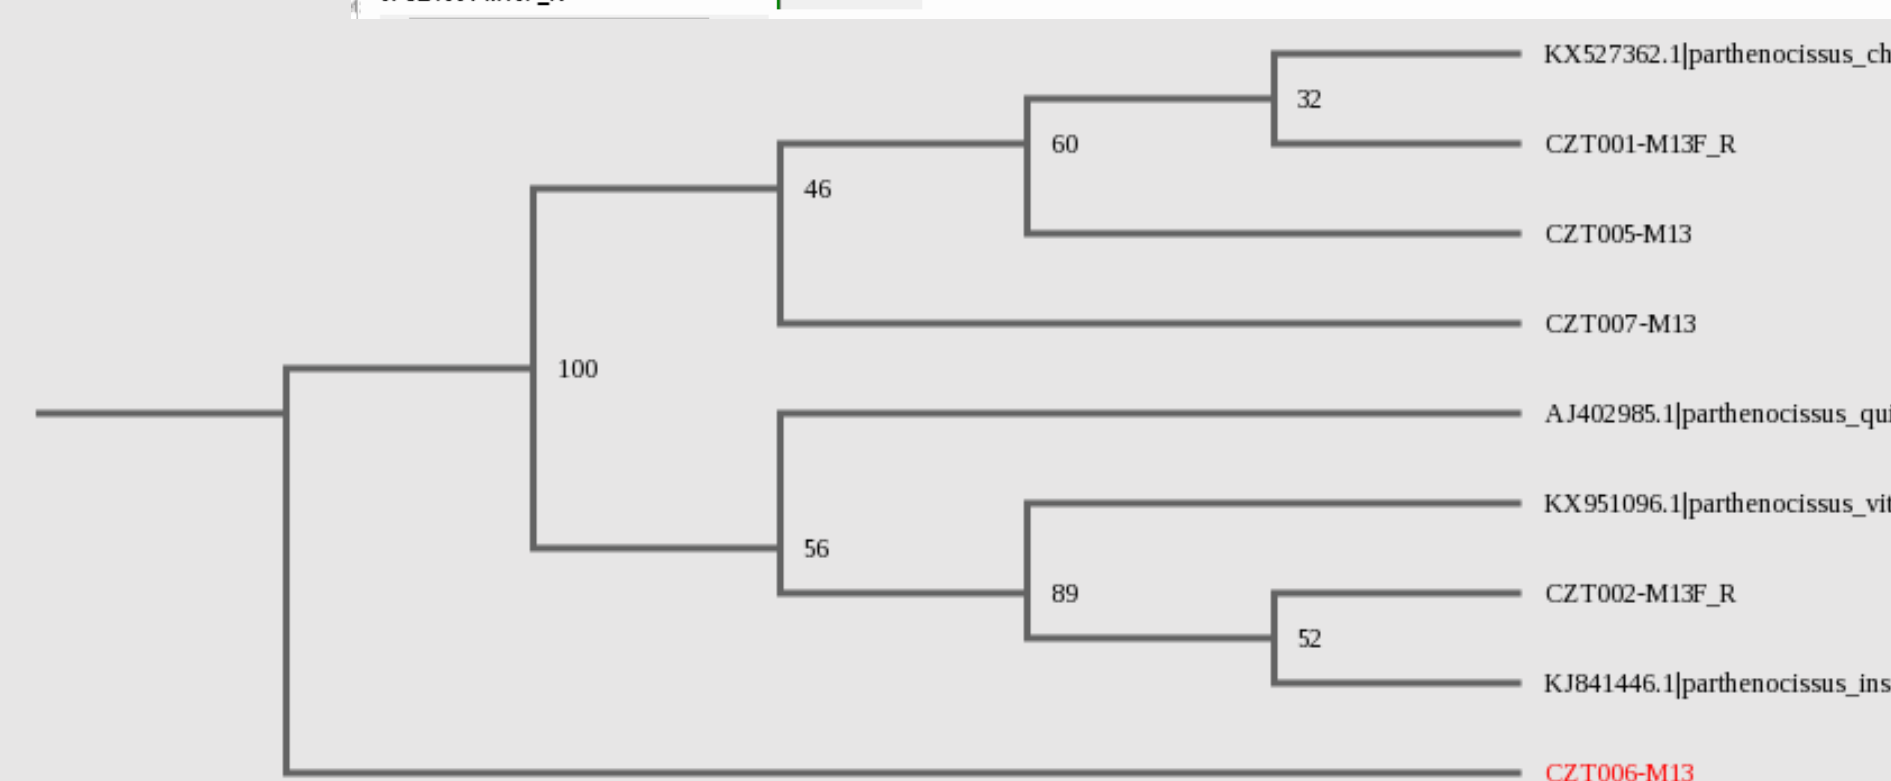 KX527362.1|parthenocissus_ch
32
CZT001-M13F_R
60
46
CZT005-M13
CZT007-M13
100
AJ402985.1|parthenocissus_qui
KX951096.1|parthenocissus_vit
56
89
CZT002-M13F_R
52
KJ841446.1|parthenocissus_ins
CZT006-M13